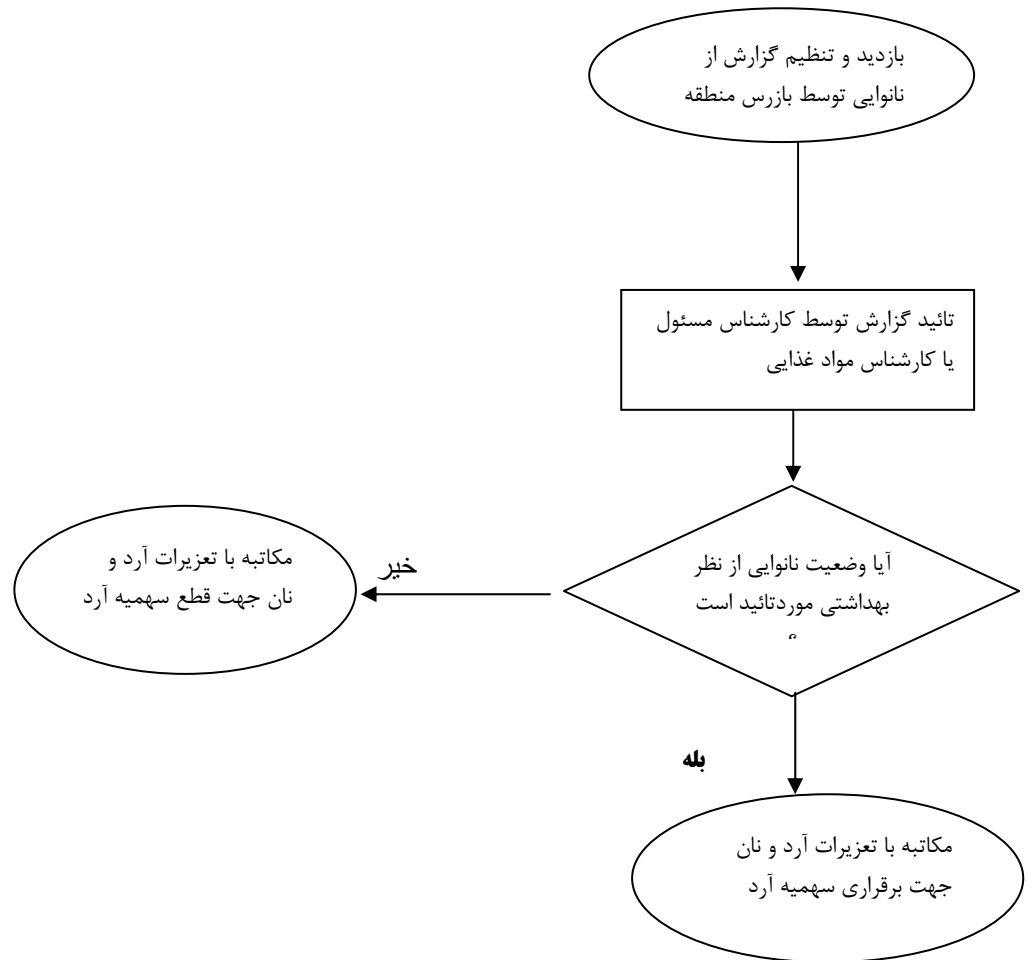 بازدید و تنظیم گزارش از
نانوایی توسط بازرس منطقه
تائید گزارش توسط کارشناس مسئول
یا کارشناس مواد غذایی
آیا وضعیت نانوایی از نظر
بهداشتی موردتائید است
؟
خیر
مکاتبه با تعزیرات آرد و
نان جهت قطع سهمیه آرد
بله
مکاتبه با تعزیرات آرد و نان
جهت برقراری سهمیه آرد